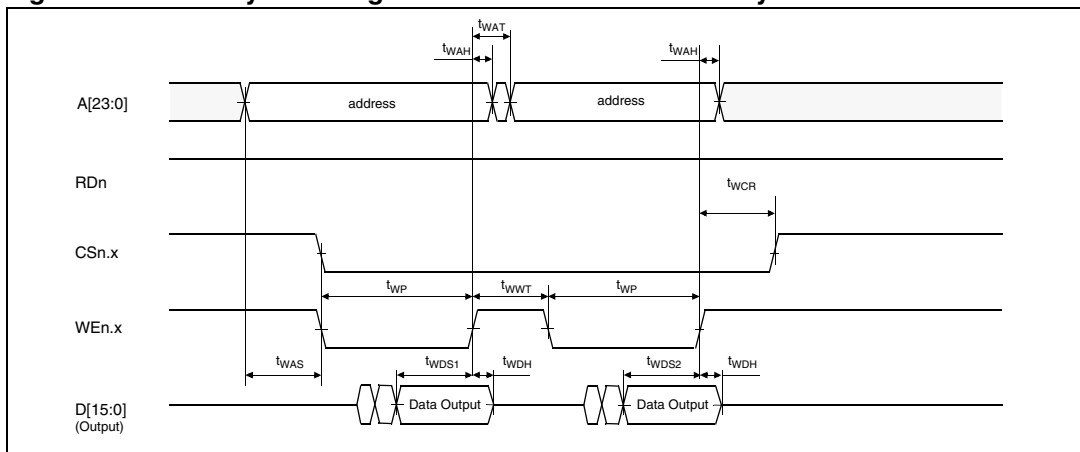 tWAT
tWAH
tWAH
A[23:0]
address
address
RDn
tWCR
CSn.x
tWP
tWWT
tWP
WEn.x
tWAS
tWDS1
tWDH
tWDS2
tWDH
D[15:0]
(Output)
Data Output
Data Output